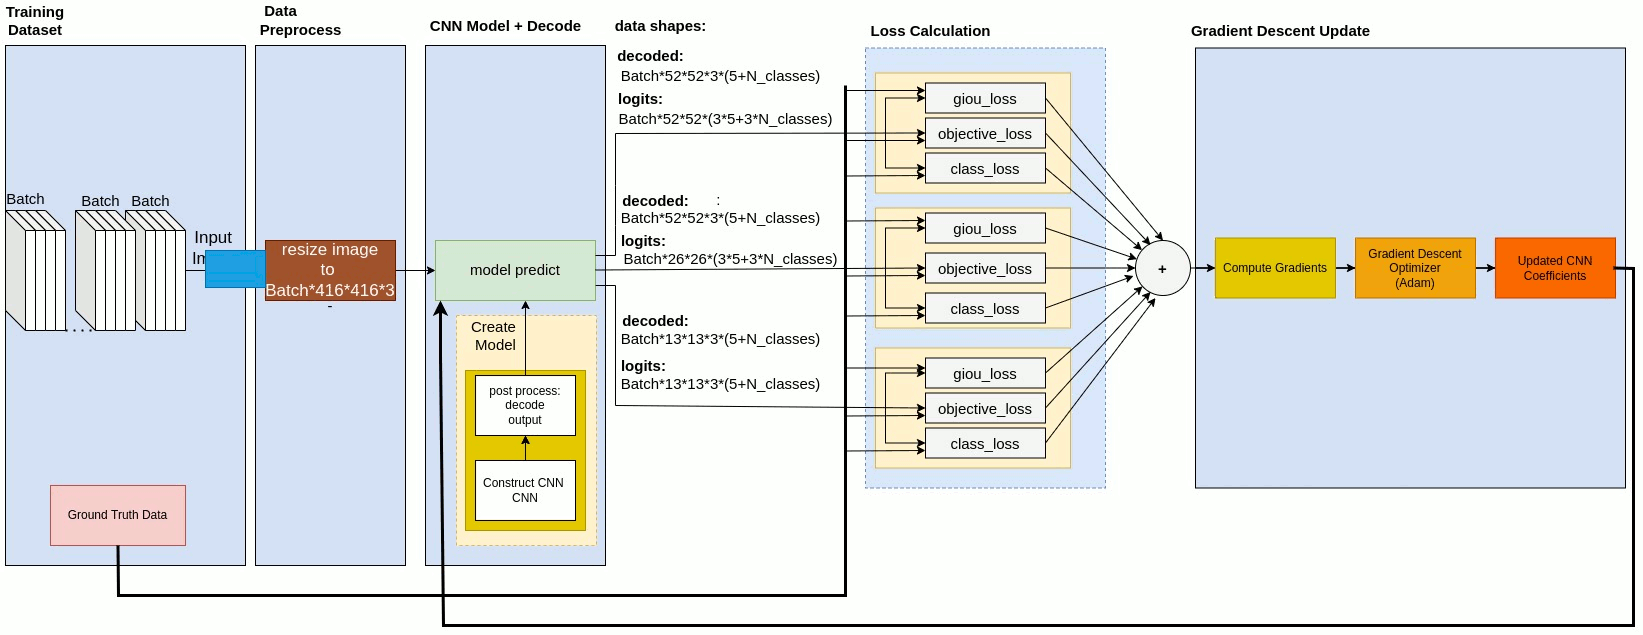 Training
Dataset
Data
Preprocess
CNN Model + Decode
data shapes:
Loss Calculation
Gradient Descent Update
decoded:
Batch*52*52*3*(5+N_classes)
logits:
Batch*52*52*(3*5+3*N_classes)
decoded: :
Batch*52*52*3*(5+N_classes)
logits:
Batch*26*26*(3*5+3*N_classes)
decoded:
Batch*13*13*3*(5+N_classes)
logits:
Batch*13*13*3*(5+N_classes)
Batch
Batch
Batch
....
Input
Ground Truth Data
resize image
to
Batch*416*416*3
-
model predict
Create
Model
post process:
decode
output
Construct CNN
CNN
giou_loss
objective_loss
class_loss
giou_loss
objective_loss
class_loss
giou_loss
objective_loss
class_loss
+
Compute Gradients
Gradient Descent
Optimizer
(Adam)
Updated CNN
Coefficients